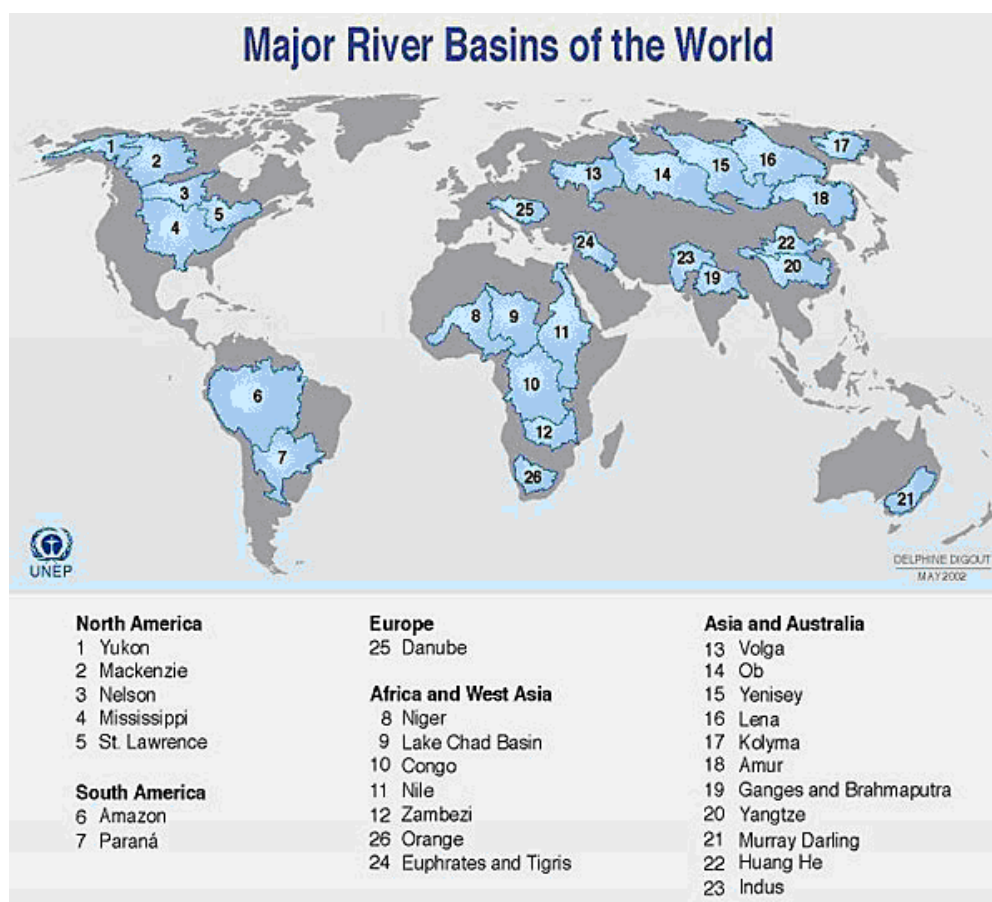 Major River Basins of the World
1
2
3
4
5
6
7
8
9
10
11
12
13
14
15
16
17
18
19
20
21
22
23
24
25
26
UNEP
DELPHINE DIGOUT
MAY 2002
North America
1 Yukon
2 Mackenzie
3 Nelson
4 Mississippi
5 St. Lawrence
South America
6 Amazon
7 Paraná
Europe
25 Danube
Africa and West Asia
8 Niger
9 Lake Chad Basin
10 Congo
11 Nile
12 Zambezi
26 Orange
24 Euphrates and Tigris
Asia and Australia
13 Volga
14 Ob
15 Yenisey
16 Lena
17 Kolyma
18 Amur
19 Ganges and Brahmaputra
20 Yangtze
21 Murray Darling
22 Huang He
23 Indus